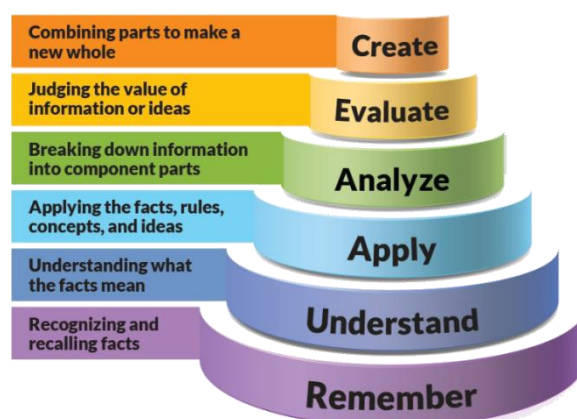 Combining parts to make a
new whole
Create
Judging the value of
information or ideas
Evaluate
Breaking down information
into component parts
Analyze
Applying the facts, rules,
concepts, and ideas
Apply
Understanding what
the facts mean
Understand
Recognizing and
recalling facts
Remember